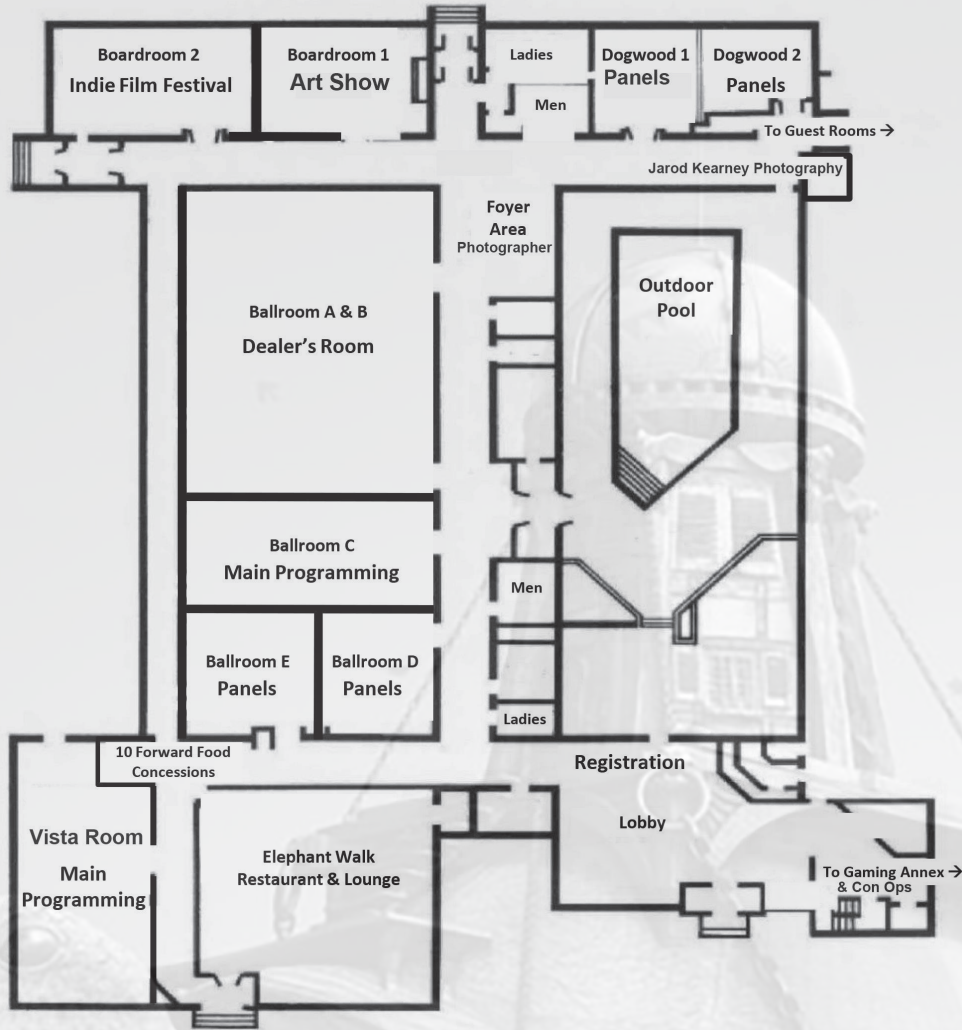 Boardroom 2
Indie Film Festival
Boardroom 1
Art Show
Ladies
Men
Dogwood 1
Panels
Dogwood 2
Panels
To Guest Rooms →
Jarod Kearney Photography
Foyer
Area
Photographer
Outdoor
Pool
Ballroom A & B
Dealer's Room
Ballroom C
Main Programming
Men
Ballroom E
Panels
Ballroom D
Panels
Ladies
10 Forward Food
Concessions
Registration
Lobby
Vista Room
Main
Programming
Elephant Walk
Restaurant & Lounge
To Gaming Annex →
& Con Ops